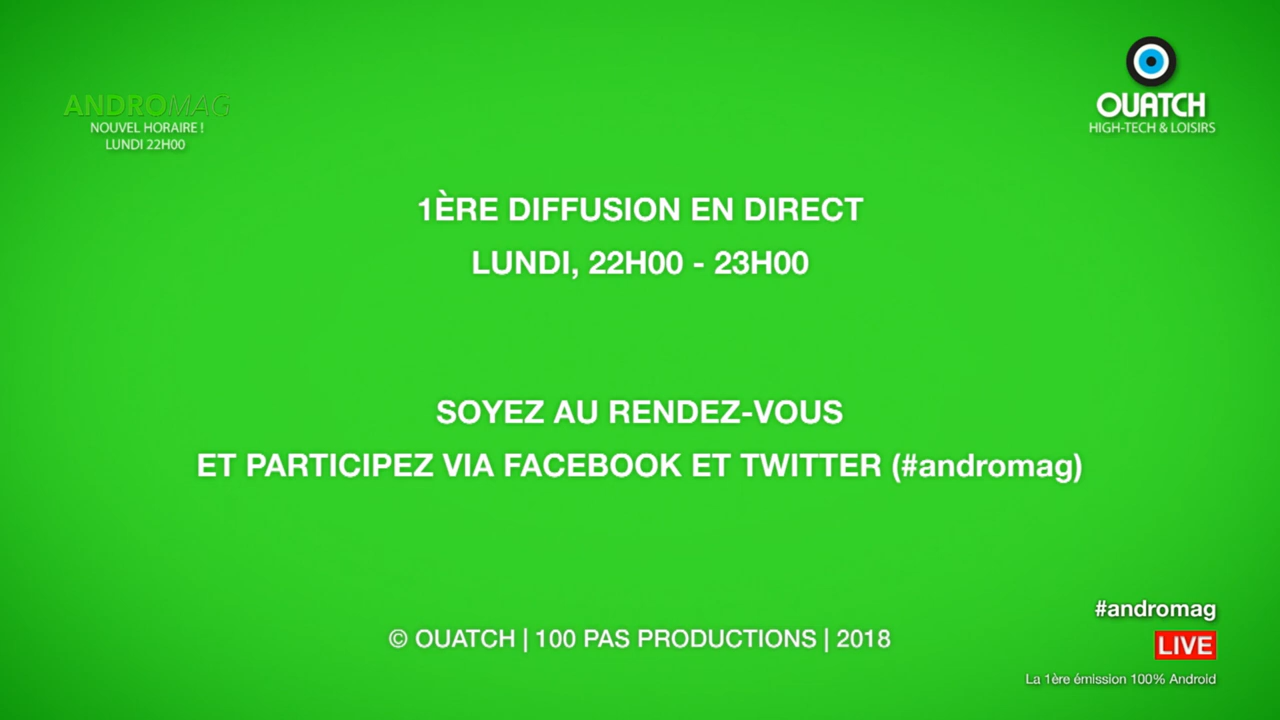 ANDROMAG
NOUVEL HORAIRE !
LUNDI 22H00
OUATCH
HIGH-TECH & LOISIRS
1ÈRE DIFFUSION EN DIRECT
LUNDI, 22H00 - 23H00
SOYEZ AU RENDEZ-VOUS
ET PARTICIPEZ VIA FACEBOOK ET TWITTER (#andromag)
© OUATCH | 100 PAS PRODUCTIONS | 2018
#andromag
LIVE
La 1ère émission 100% Android